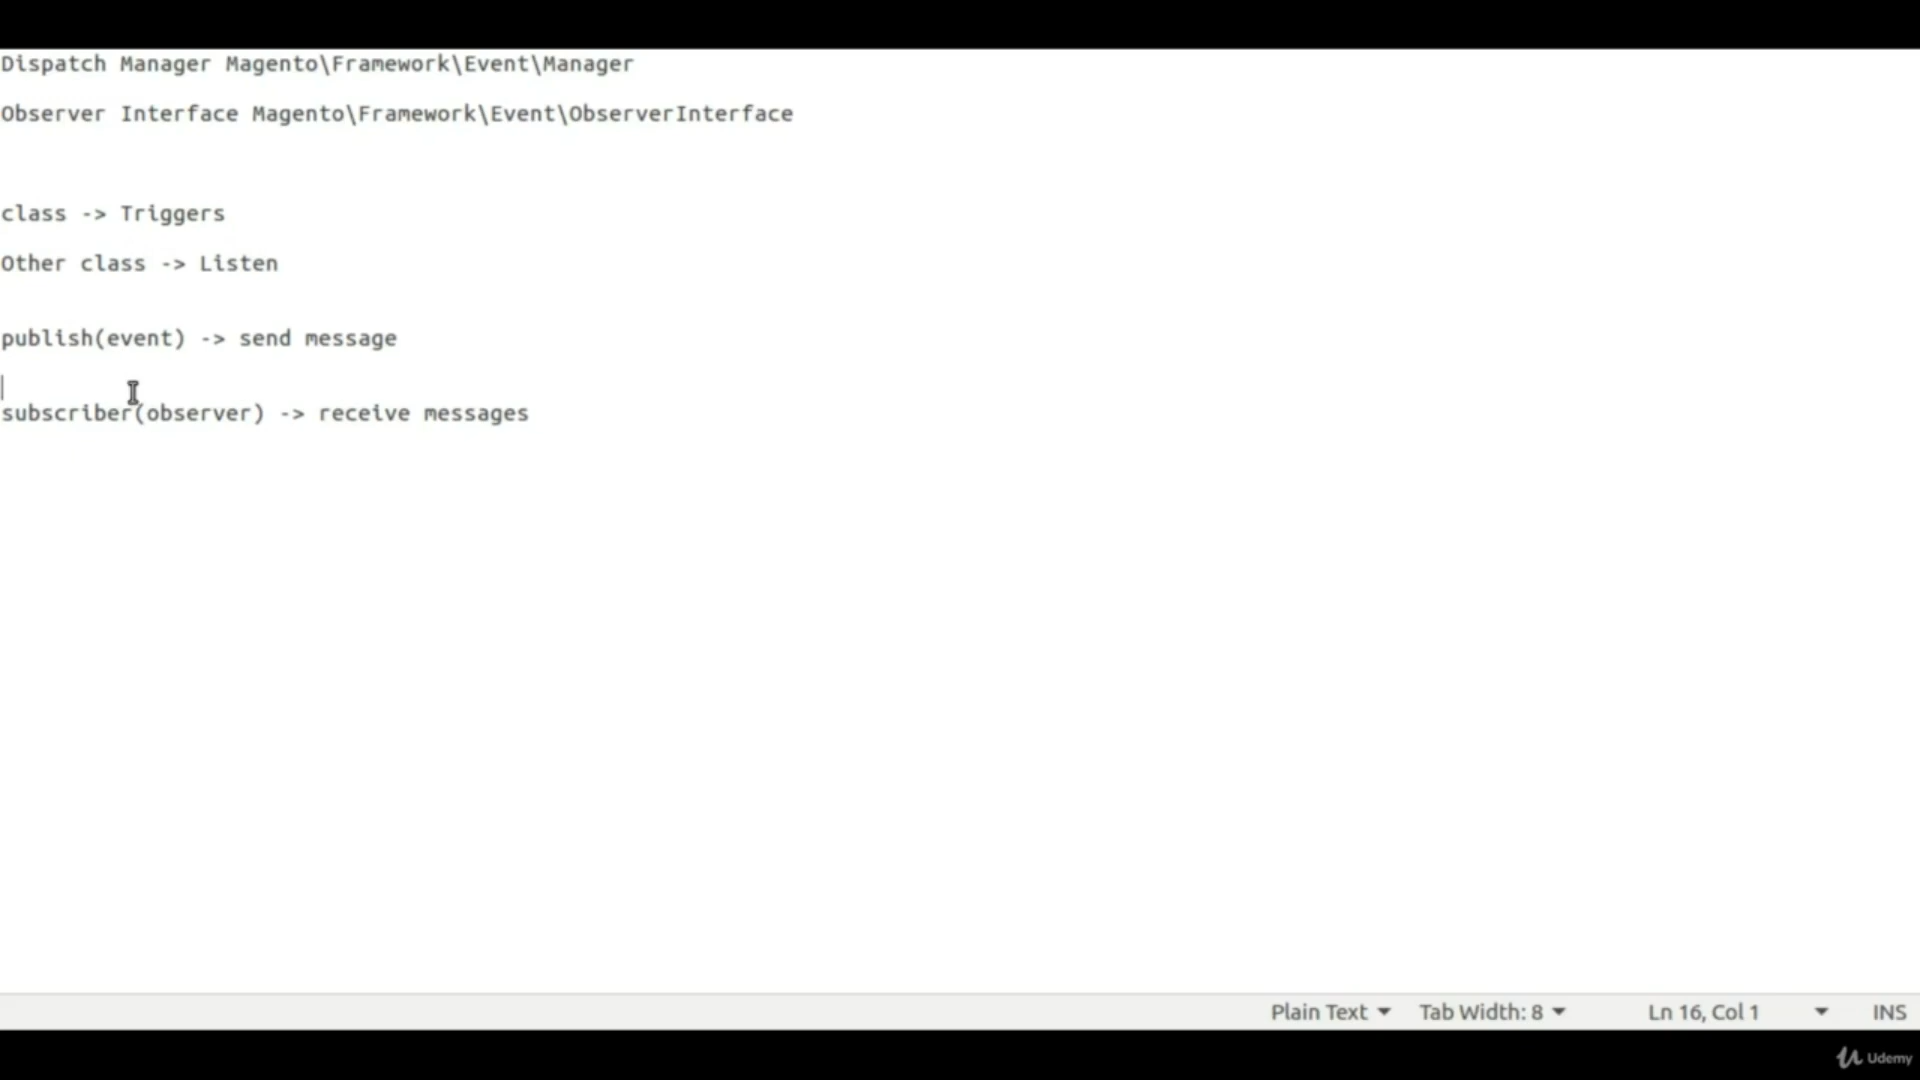 Dispatch Manager Magento\Framework\Event\Manager
Observer Interface Magento\Framework\Event\ObserverInterface
class -> Triggers
Other class -> Listen
publish(event) -> send message
subscriber(observer) -> receive messages
Plain Text Tab Width: 8 Ln 16, Col 1 INS
Udemy